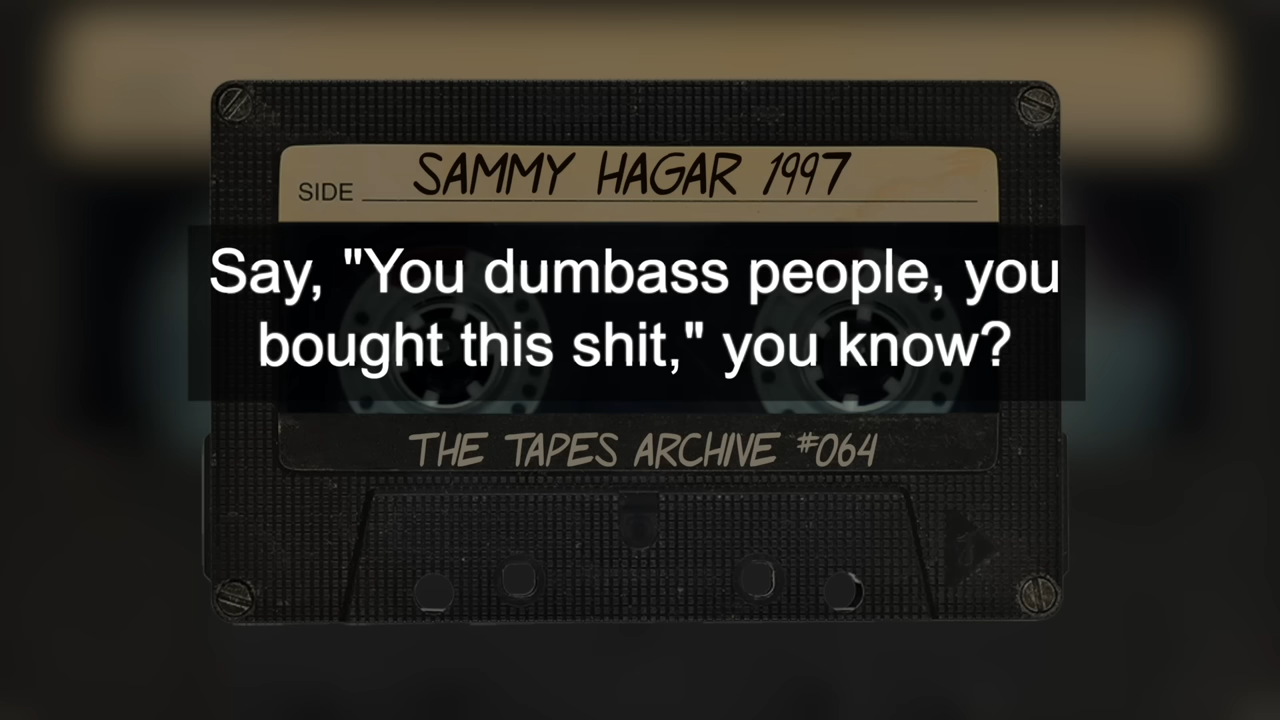 SAMMY HAGAR 1997
SIDE
Say, "You dumbass people, you
bought this shit," you know?
THE TAPES ARCHIVE #064